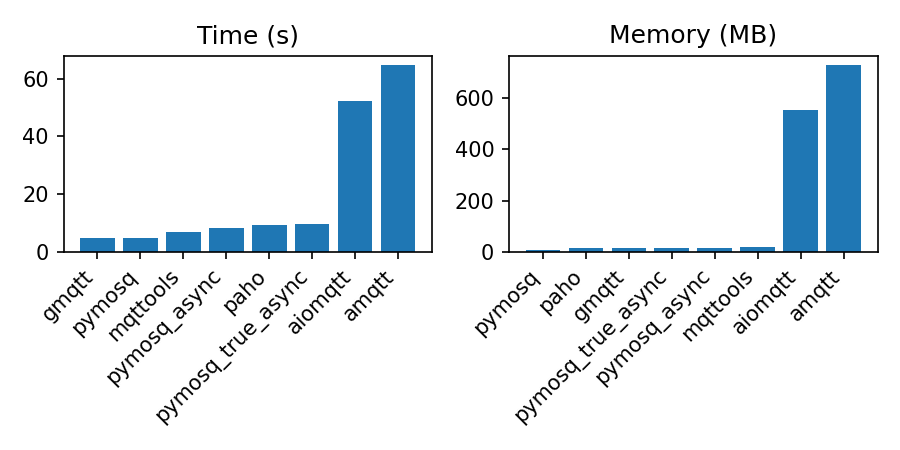 Time (s)
60
40
20
0
gmqtt
pymosq
mqttools
pymosq_async
paho
pymosq_true_async
aiomqtt
amqtt
Memory (MB)
600
400
200
0
pymosq
paho
gmqtt
pymosq_true_async
pymosq_async
mqttools
aiomqtt
amqtt